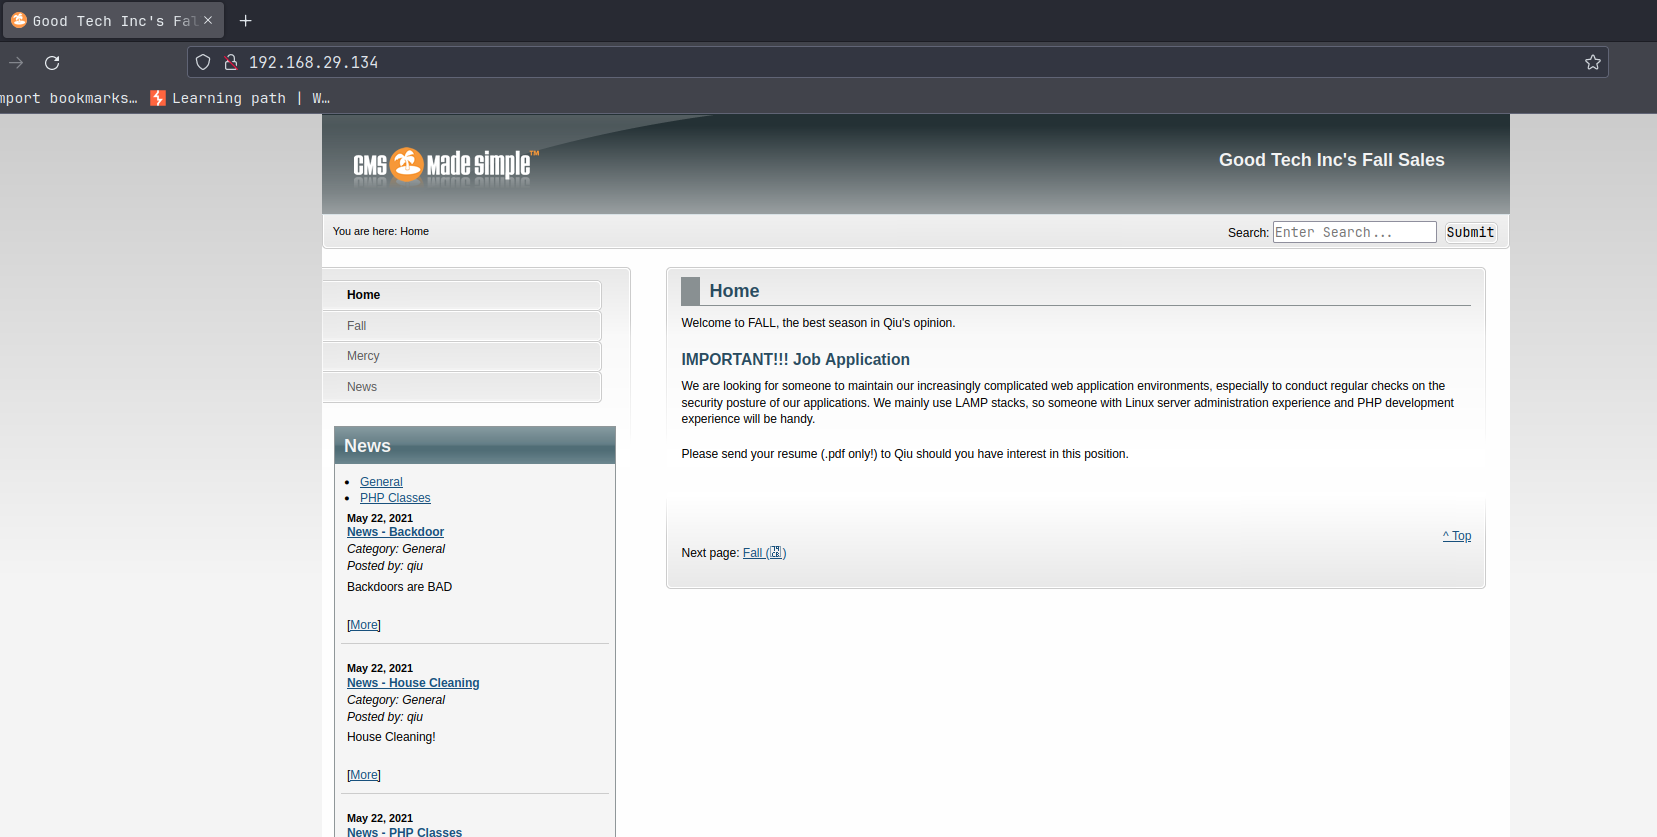 Good Tech Inc's Fal
192.168.29.134
mport bookmarks… Learning path | W…
CMS Made Simple™
Good Tech Inc's Fall Sales
You are here: Home
Search: Enter Search... Submit
Home
Fall
Mercy
News
News
General
PHP Classes
May 22, 2021
News - Backdoor
Category: General
Posted by: qiu
Backdoors are BAD
[More]
May 22, 2021
News - House Cleaning
Category: General
Posted by: qiu
House Cleaning!
[More]
May 22, 2021
News - PHP Classes
Home
Welcome to FALL, the best season in Qiu's opinion.
IMPORTANT!!! Job Application
We are looking for someone to maintain our increasingly complicated web application environments, especially to conduct regular checks on the
security posture of our applications. We mainly use LAMP stacks, so someone with Linux server administration experience and PHP development
experience will be handy.
Please send your resume (.pdf only!) to Qiu should you have interest in this position.
^ Top
Next page: Fall ()